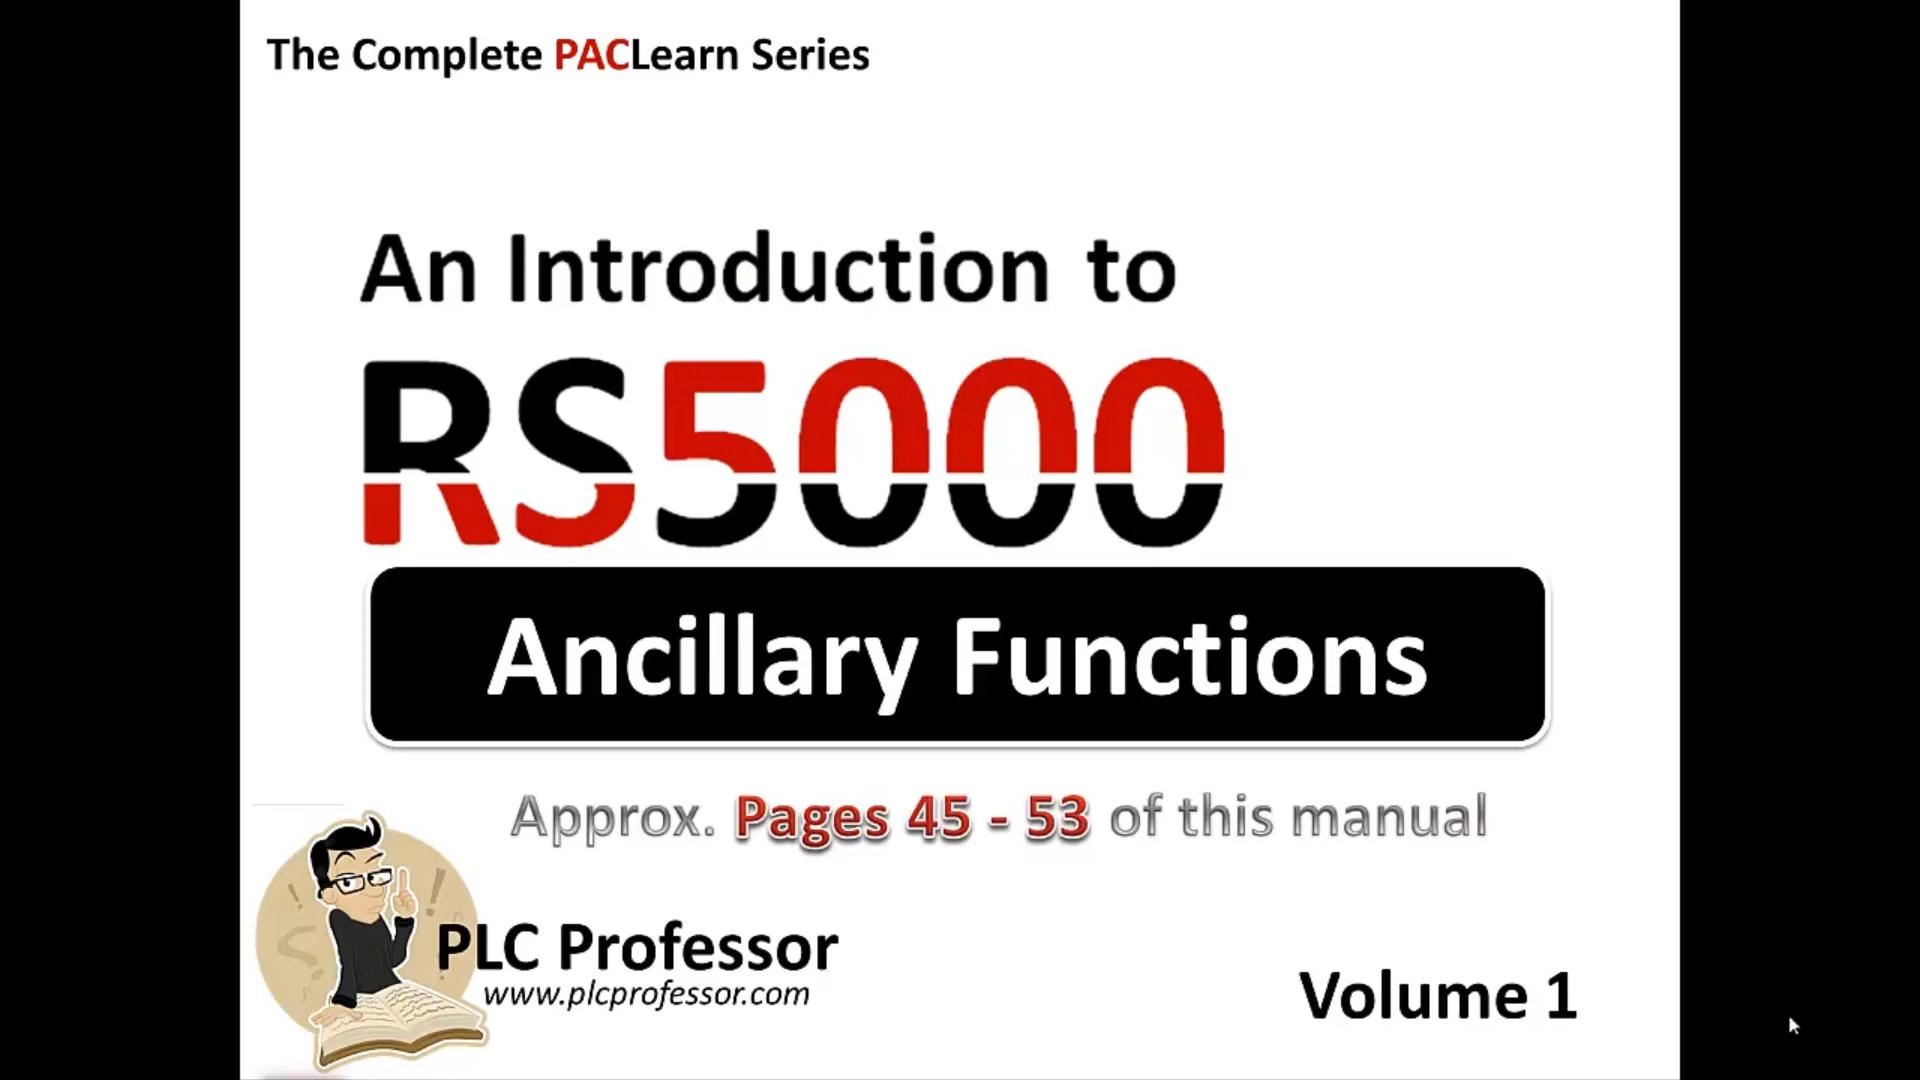 The Complete PACLearn Series
An Introduction to
RS5000
Ancillary Functions
Approx. Pages 45 - 53 of this manual
PLC Professor
www.plcprofessor.com
Volume 1